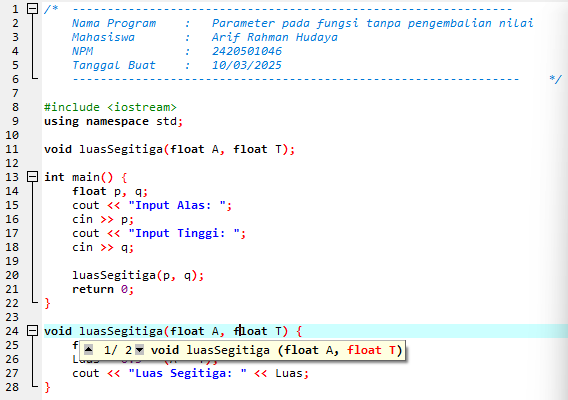 1 /* ---------------------------------------------------------------
2 Nama Program : Parameter pada fungsi tanpa pengembalian nilai
3 Mahasiswa : Arif Rahman Hudaya
4 NPM : 2420501046
5 Tanggal Buat : 10/03/2025
6 ---------------------------------------------------------------- */
7
8 #include <iostream>
9 using namespace std;
10
11 void luasSegitiga(float A, float T);
12
13 int main() {
14 float p, q;
15 cout << "Input Alas: ";
16 cin >> p;
17 cout << "Input Tinggi: ";
18 cin >> q;
19
20 luasSegitiga(p, q);
21 return 0;
22 }
23
24 void luasSegitiga(float A, float T) {
25 f
1/ 2 void luasSegitiga (float A, float T)
26
27 cout << "Luas Segitiga: " << Luas;
28 }